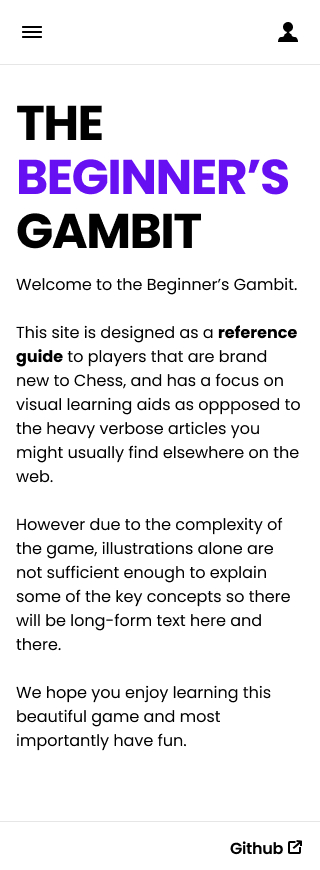 THE
BEGINNER’S
GAMBIT
Welcome to the Beginner’s Gambit.
This site is designed as a reference
guide to players that are brand
new to Chess, and has a focus on
visual learning aids as oppposed to
the heavy verbose articles you
might usually find elsewhere on the
web.
However due to the complexity of
the game, illustrations alone are
not sufficient enough to explain
some of the key concepts so there
will be long-form text here and
there.
We hope you enjoy learning this
beautiful game and most
importantly have fun.
Github